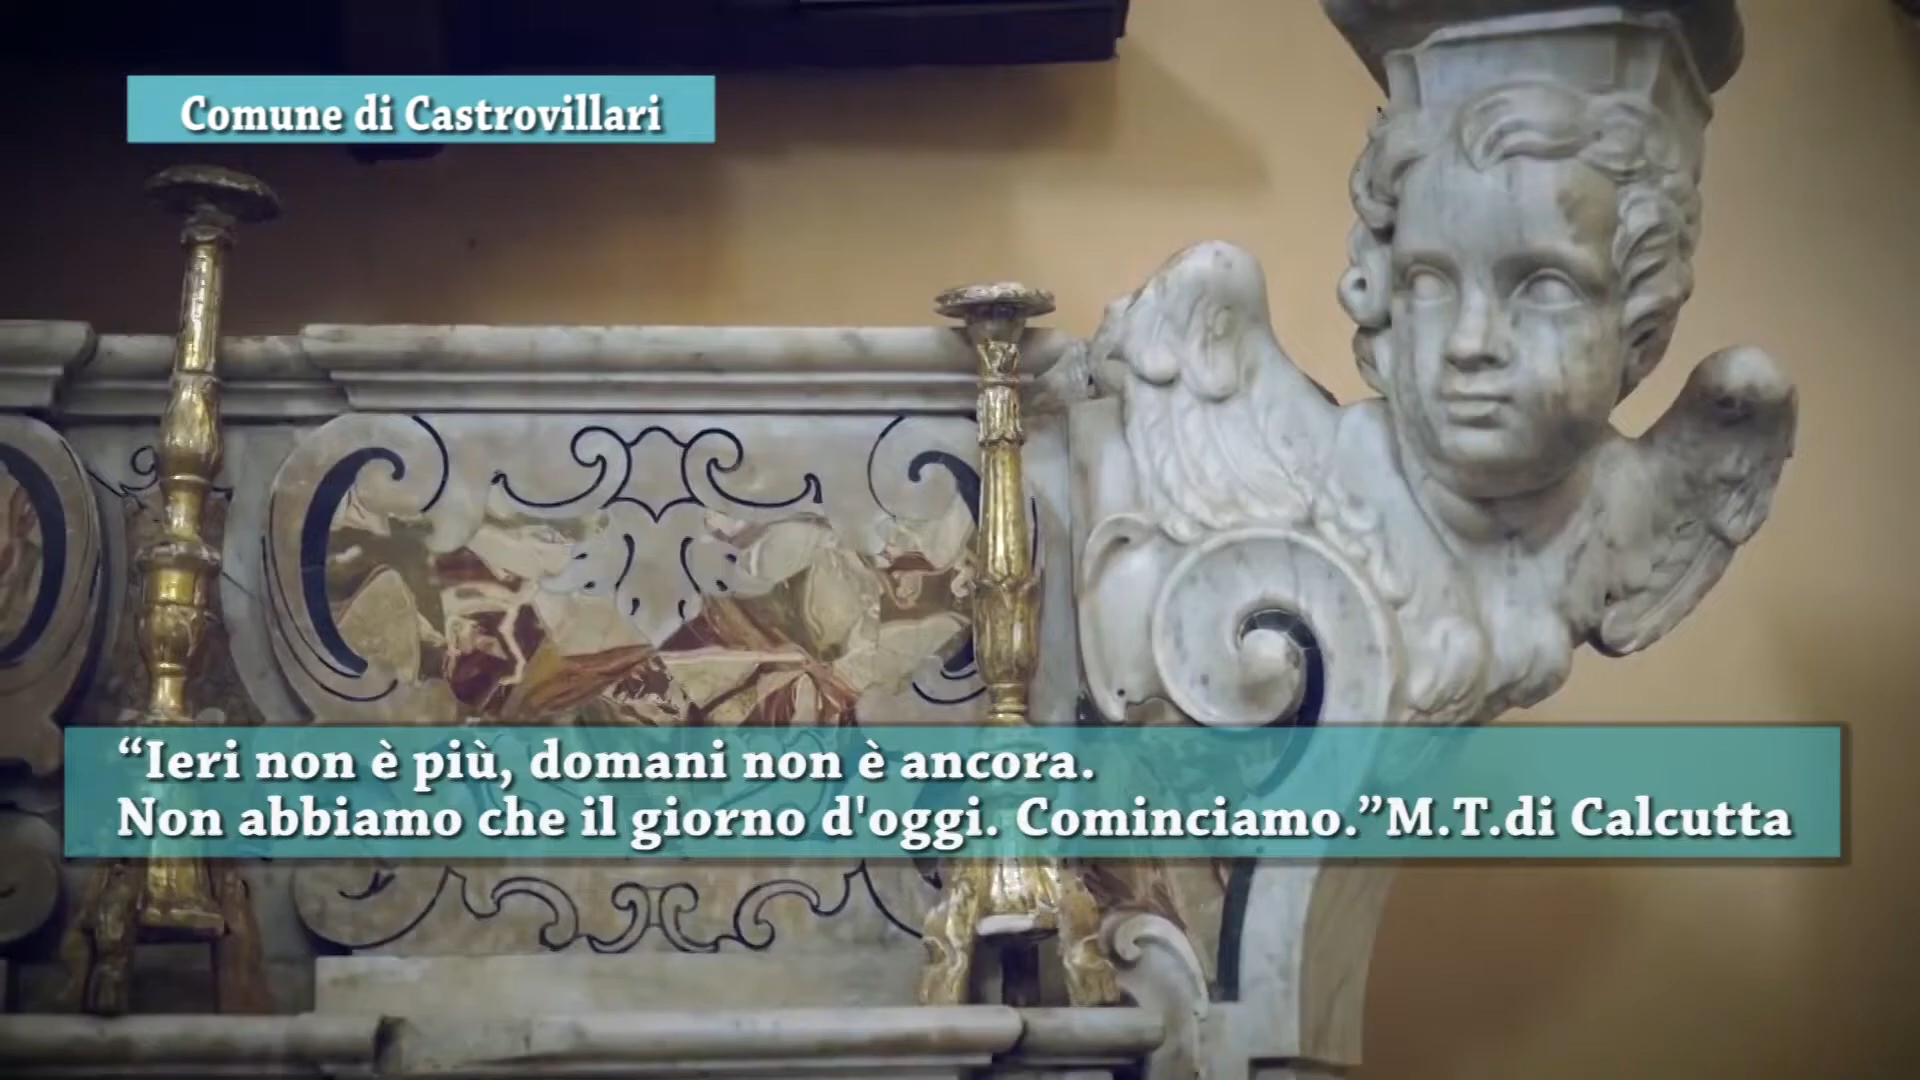 Comune di Castrovillari
“Ieri non è più, domani non è ancora.
Non abbiamo che il giorno d'oggi. Cominciamo.”M.T.di Calcutta